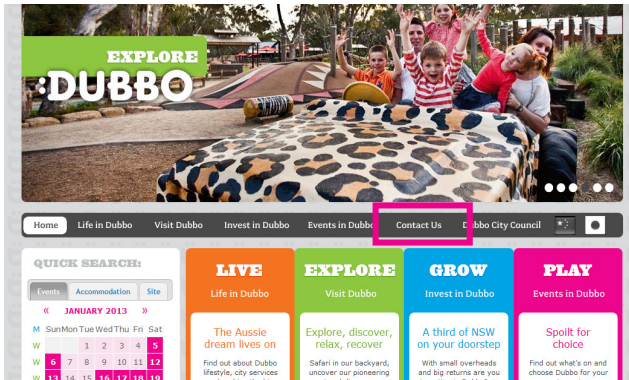 EXPLORE
:DUBBO
Home Life in Dubbo Visit Dubbo Invest in Dubbo Events in Dubbo Contact Us Dubbo City Council
QUICK SEARCH:
Events Accommodation Site
« JANUARY 2013 »
M Sun Mon Tue Wed Thu Fri Sat
W 1 2 3 4 5
W 6 7 8 9 10 11 12
W 13 14 15 16 17 18 19
LIVE
Life in Dubbo
The Aussie
dream lives on
Find out about Dubbo
lifestyle, city services
EXPLORE
Visit Dubbo
Explore, discover,
relax, recover
Safari in our backyard,
uncover our pioneering
GROW
Invest in Dubbo
A third of NSW
on your doorstep
With small overheads
and big returns are you
PLAY
Events in Dubbo
Spoilt for
choice
Find out what's on and
choose Dubbo for your